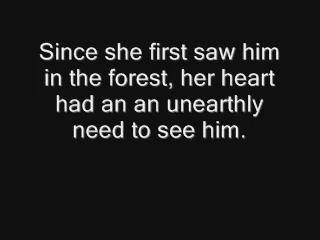 Since she first saw him
in the forest, her heart
had an an unearthly
need to see him.